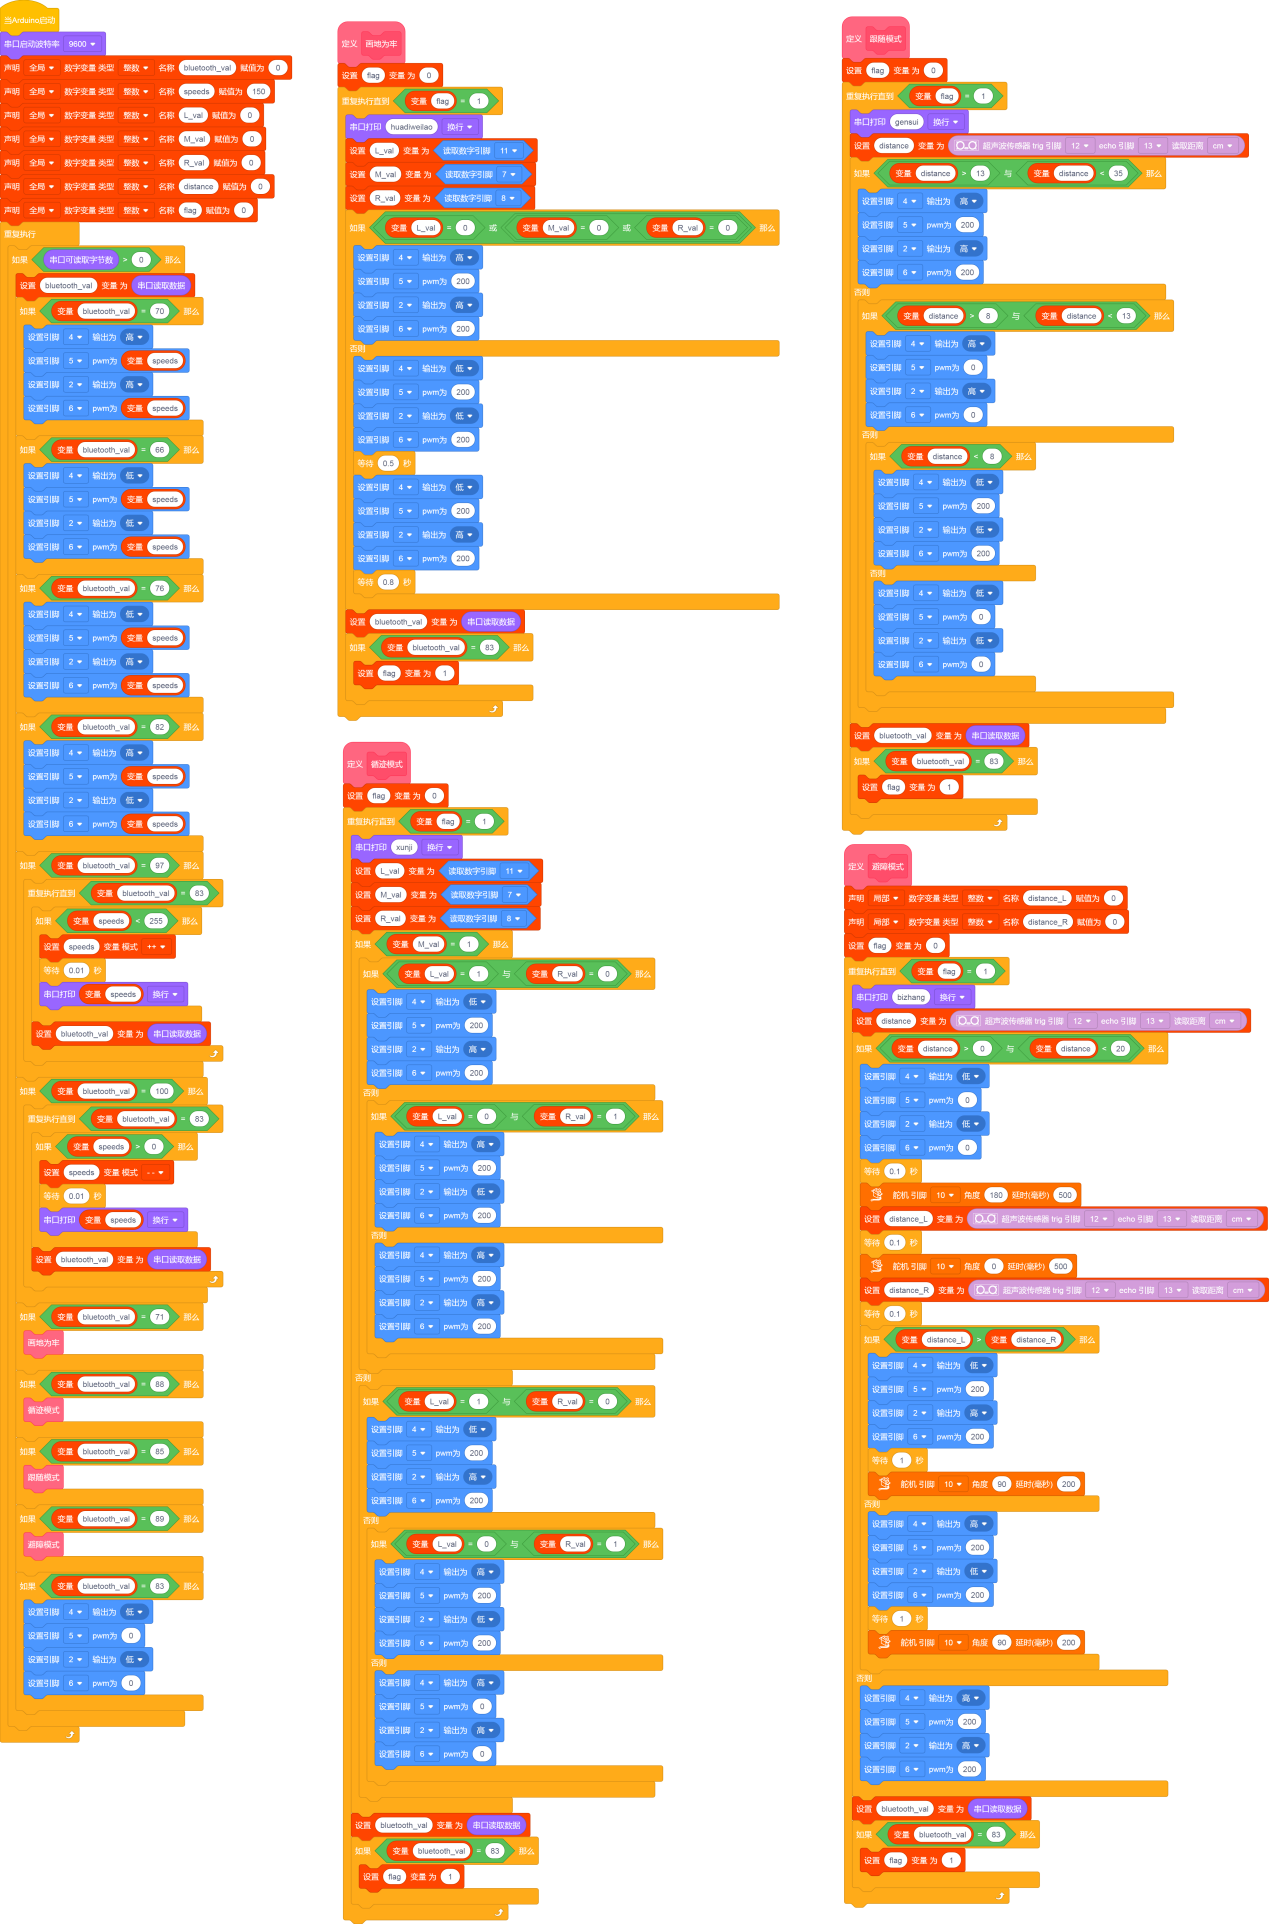 当Arduino启动
串口启动波特率 9600
声明 全局 数字变量 类型 整数 名称 bluetooth_val 赋值为 0
声明 全局 数字变量 类型 整数 名称 speeds 赋值为 150
声明 全局 数字变量 类型 整数 名称 L_val 赋值为 0
声明 全局 数字变量 类型 整数 名称 M_val 赋值为 0
声明 全局 数字变量 类型 整数 名称 R_val 赋值为 0
声明 全局 数字变量 类型 整数 名称 distance 赋值为 0
声明 全局 数字变量 类型 整数 名称 flag 赋值为 0
重复执行
如果 串口可读取字节数 > 0 那么
设置 bluetooth_val 变量 为 串口读取数据
如果 变量 bluetooth_val = 70 那么
设置引脚 4 输出为 高
设置引脚 5 pwm为 变量 speeds
设置引脚 2 输出为 高
设置引脚 6 pwm为 变量 speeds
如果 变量 bluetooth_val = 66 那么
设置引脚 4 输出为 低
设置引脚 5 pwm为 变量 speeds
设置引脚 2 输出为 低
设置引脚 6 pwm为 变量 speeds
如果 变量 bluetooth_val = 76 那么
设置引脚 4 输出为 低
设置引脚 5 pwm为 变量 speeds
设置引脚 2 输出为 高
设置引脚 6 pwm为 变量 speeds
如果 变量 bluetooth_val = 82 那么
设置引脚 4 输出为 高
设置引脚 5 pwm为 变量 speeds
设置引脚 2 输出为 低
设置引脚 6 pwm为 变量 speeds
如果 变量 bluetooth_val = 97 那么
重复执行直到 变量 bluetooth_val = 83
如果 变量 speeds < 255 那么
设置 speeds 变量 模式 ++
等待 0.01 秒
串口打印 变量 speeds 换行
设置 bluetooth_val 变量 为 串口读取数据
如果 变量 bluetooth_val = 100 那么
重复执行直到 变量 bluetooth_val = 83
如果 变量 speeds > 0 那么
设置 speeds 变量 模式 --
等待 0.01 秒
串口打印 变量 speeds 换行
设置 bluetooth_val 变量 为 串口读取数据
如果 变量 bluetooth_val = 71 那么
画地为牢
如果 变量 bluetooth_val = 88 那么
循迹模式
如果 变量 bluetooth_val = 85 那么
跟随模式
如果 变量 bluetooth_val = 89 那么
避障模式
如果 变量 bluetooth_val = 83 那么
设置引脚 4 输出为 低
设置引脚 5 pwm为 0
设置引脚 2 输出为 低
设置引脚 6 pwm为 0
定义 画地为牢
设置 flag 变量 为 0
重复执行直到 变量 flag = 1
串口打印 huadiweilao 换行
设置 L_val 变量 为 读取数字引脚 11
设置 M_val 变量 为 读取数字引脚 7
设置 R_val 变量 为 读取数字引脚 8
如果 变量 L_val = 0 或 变量 M_val = 0 或 变量 R_val = 0 那么
设置引脚 4 输出为 高
设置引脚 5 pwm为 200
设置引脚 2 输出为 高
设置引脚 6 pwm为 200
否则
设置引脚 4 输出为 低
设置引脚 5 pwm为 200
设置引脚 2 输出为 低
设置引脚 6 pwm为 200
等待 0.5 秒
设置引脚 4 输出为 低
设置引脚 5 pwm为 200
设置引脚 2 输出为 高
设置引脚 6 pwm为 200
等待 0.8 秒
设置 bluetooth_val 变量 为 串口读取数据
如果 变量 bluetooth_val = 83 那么
设置 flag 变量 为 1
定义 循迹模式
设置 flag 变量 为 0
重复执行直到 变量 flag = 1
串口打印 xunji 换行
设置 L_val 变量 为 读取数字引脚 11
设置 M_val 变量 为 读取数字引脚 7
设置 R_val 变量 为 读取数字引脚 8
如果 变量 M_val = 1 那么
如果 变量 L_val = 1 与 变量 R_val = 0 那么
设置引脚 4 输出为 低
设置引脚 5 pwm为 200
设置引脚 2 输出为 高
设置引脚 6 pwm为 200
否则
如果 变量 L_val = 0 与 变量 R_val = 1 那么
设置引脚 4 输出为 高
设置引脚 5 pwm为 200
设置引脚 2 输出为 低
设置引脚 6 pwm为 200
否则
设置引脚 4 输出为 高
设置引脚 5 pwm为 200
设置引脚 2 输出为 高
设置引脚 6 pwm为 200
否则
如果 变量 L_val = 1 与 变量 R_val = 0 那么
设置引脚 4 输出为 低
设置引脚 5 pwm为 200
设置引脚 2 输出为 高
设置引脚 6 pwm为 200
否则
如果 变量 L_val = 0 与 变量 R_val = 1 那么
设置引脚 4 输出为 高
设置引脚 5 pwm为 200
设置引脚 2 输出为 低
设置引脚 6 pwm为 200
否则
设置引脚 4 输出为 高
设置引脚 5 pwm为 0
设置引脚 2 输出为 高
设置引脚 6 pwm为 0
设置 bluetooth_val 变量 为 串口读取数据
如果 变量 bluetooth_val = 83 那么
设置 flag 变量 为 1
定义 跟随模式
设置 flag 变量 为 0
重复执行直到 变量 flag = 1
串口打印 gensui 换行
设置 distance 变量 为 超声波传感器 trig 引脚 12 echo 引脚 13 读取距离 cm
如果 变量 distance > 13 与 变量 distance < 35 那么
设置引脚 4 输出为 高
设置引脚 5 pwm为 200
设置引脚 2 输出为 高
设置引脚 6 pwm为 200
否则
如果 变量 distance > 8 与 变量 distance < 13 那么
设置引脚 4 输出为 高
设置引脚 5 pwm为 0
设置引脚 2 输出为 高
设置引脚 6 pwm为 0
否则
如果 变量 distance < 8 那么
设置引脚 4 输出为 低
设置引脚 5 pwm为 200
设置引脚 2 输出为 低
设置引脚 6 pwm为 200
否则
设置引脚 4 输出为 低
设置引脚 5 pwm为 0
设置引脚 2 输出为 低
设置引脚 6 pwm为 0
设置 bluetooth_val 变量 为 串口读取数据
如果 变量 bluetooth_val = 83 那么
设置 flag 变量 为 1
定义 避障模式
声明 局部 数字变量 类型 整数 名称 distance_L 赋值为 0
声明 局部 数字变量 类型 整数 名称 distance_R 赋值为 0
设置 flag 变量 为 0
重复执行直到 变量 flag = 1
串口打印 bizhang 换行
设置 distance 变量 为 超声波传感器 trig 引脚 12 echo 引脚 13 读取距离 cm
如果 变量 distance > 0 与 变量 distance < 20 那么
设置引脚 4 输出为 低
设置引脚 5 pwm为 0
设置引脚 2 输出为 低
设置引脚 6 pwm为 0
等待 0.1 秒
舵机 引脚 10 角度 180 延时(毫秒) 500
设置 distance_L 变量 为 超声波传感器 trig 引脚 12 echo 引脚 13 读取距离 cm
等待 0.1 秒
舵机 引脚 10 角度 0 延时(毫秒) 500
设置 distance_R 变量 为 超声波传感器 trig 引脚 12 echo 引脚 13 读取距离 cm
等待 0.1 秒
如果 变量 distance_L > 变量 distance_R 那么
设置引脚 4 输出为 低
设置引脚 5 pwm为 200
设置引脚 2 输出为 高
设置引脚 6 pwm为 200
等待 1 秒
舵机 引脚 10 角度 90 延时(毫秒) 200
否则
设置引脚 4 输出为 高
设置引脚 5 pwm为 200
设置引脚 2 输出为 低
设置引脚 6 pwm为 200
等待 1 秒
舵机 引脚 10 角度 90 延时(毫秒) 200
否则
设置引脚 4 输出为 高
设置引脚 5 pwm为 200
设置引脚 2 输出为 高
设置引脚 6 pwm为 200
设置 bluetooth_val 变量 为 串口读取数据
如果 变量 bluetooth_val = 83 那么
设置 flag 变量 为 1